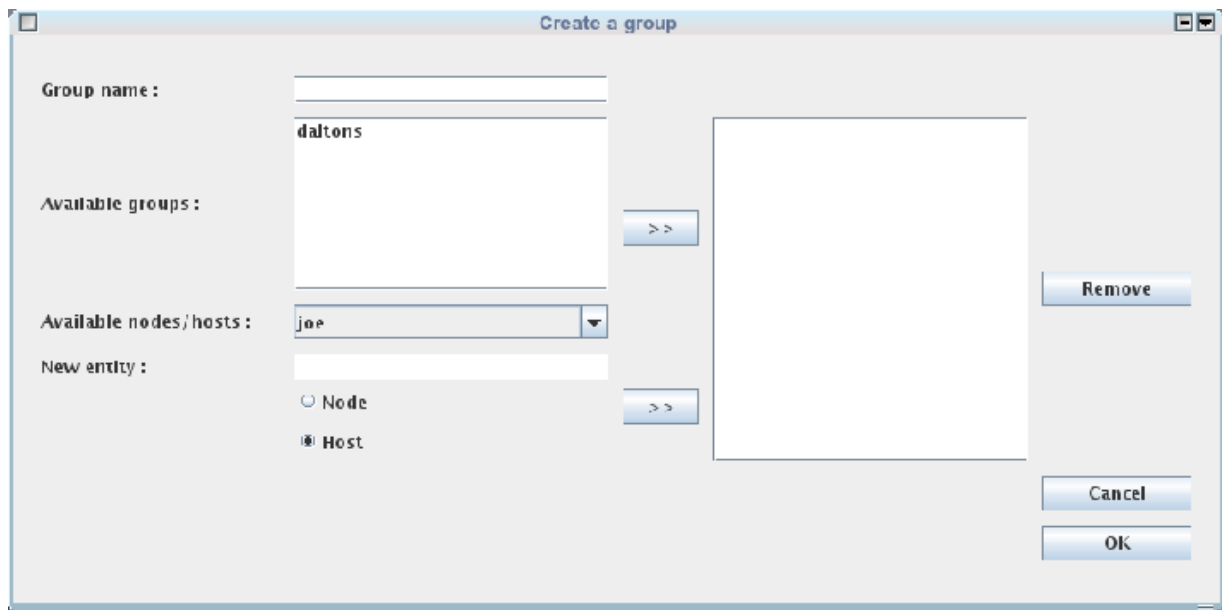 Create a group
Group name :
daltons
Available groups :
> >
Remove
Available nodes/hosts :
joe
New entity :
Node
> >
Host
Cancel
OK